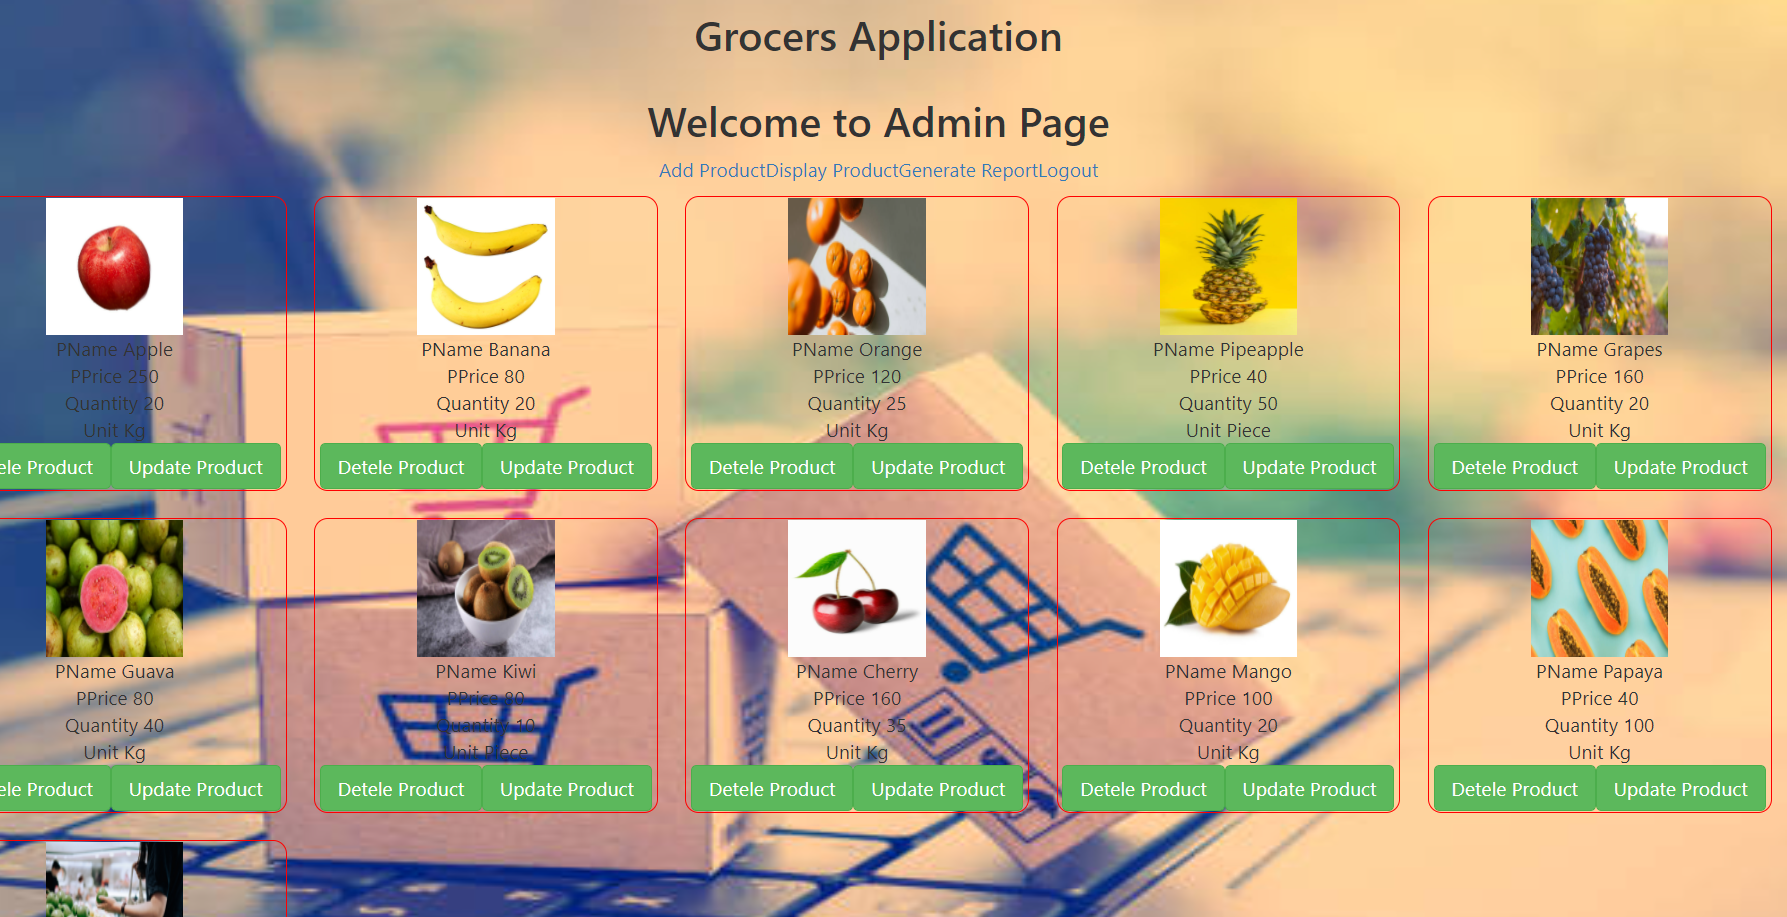 Grocers Application
Welcome to Admin Page
Add ProductDisplay ProductGenerate ReportLogout
PName Apple
PPrice 250
Quantity 20
Unit Kg
ele Product Update Product
PName Banana
PPrice 80
Quantity 20
Unit Kg
Detele Product Update Product
PName Orange
PPrice 120
Quantity 25
Unit Kg
Detele Product Update Product
PName Pipeapple
PPrice 40
Quantity 50
Unit Piece
Detele Product Update Product
PName Grapes
PPrice 160
Quantity 20
Unit Kg
Detele Product Update Product
PName Guava
PPrice 80
Quantity 40
Unit Kg
ele Product Update Product
PName Kiwi
PPrice 80
Quantity 10
Unit Piece
Detele Product Update Product
PName Cherry
PPrice 160
Quantity 35
Unit Kg
Detele Product Update Product
PName Mango
PPrice 100
Quantity 20
Unit Kg
Detele Product Update Product
PName Papaya
PPrice 40
Quantity 100
Unit Kg
Detele Product Update Product